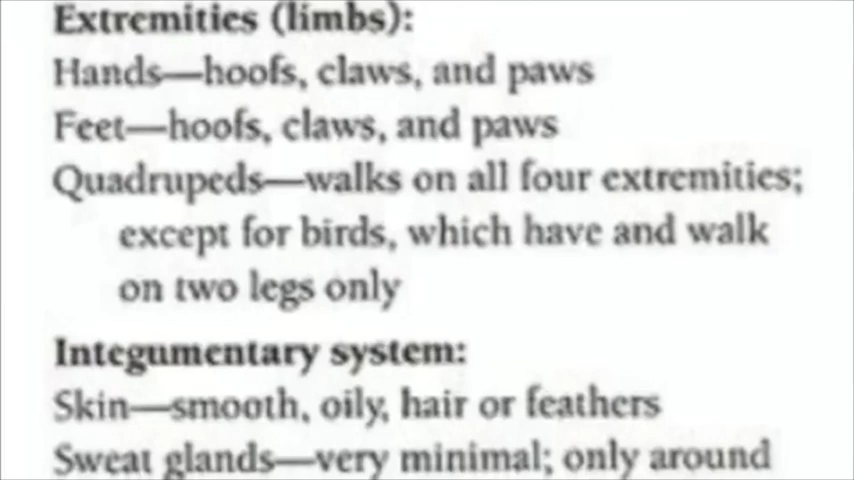 Extremities (limbs):
Hands—hoofs, claws, and paws
Feet—hoofs, claws, and paws
Quadrupeds—walks on all four extremities;
except for birds, which have and walk
on two legs only
Integumentary system:
Skin—smooth, oily, hair or feathers
Sweat glands—very minimal; only around